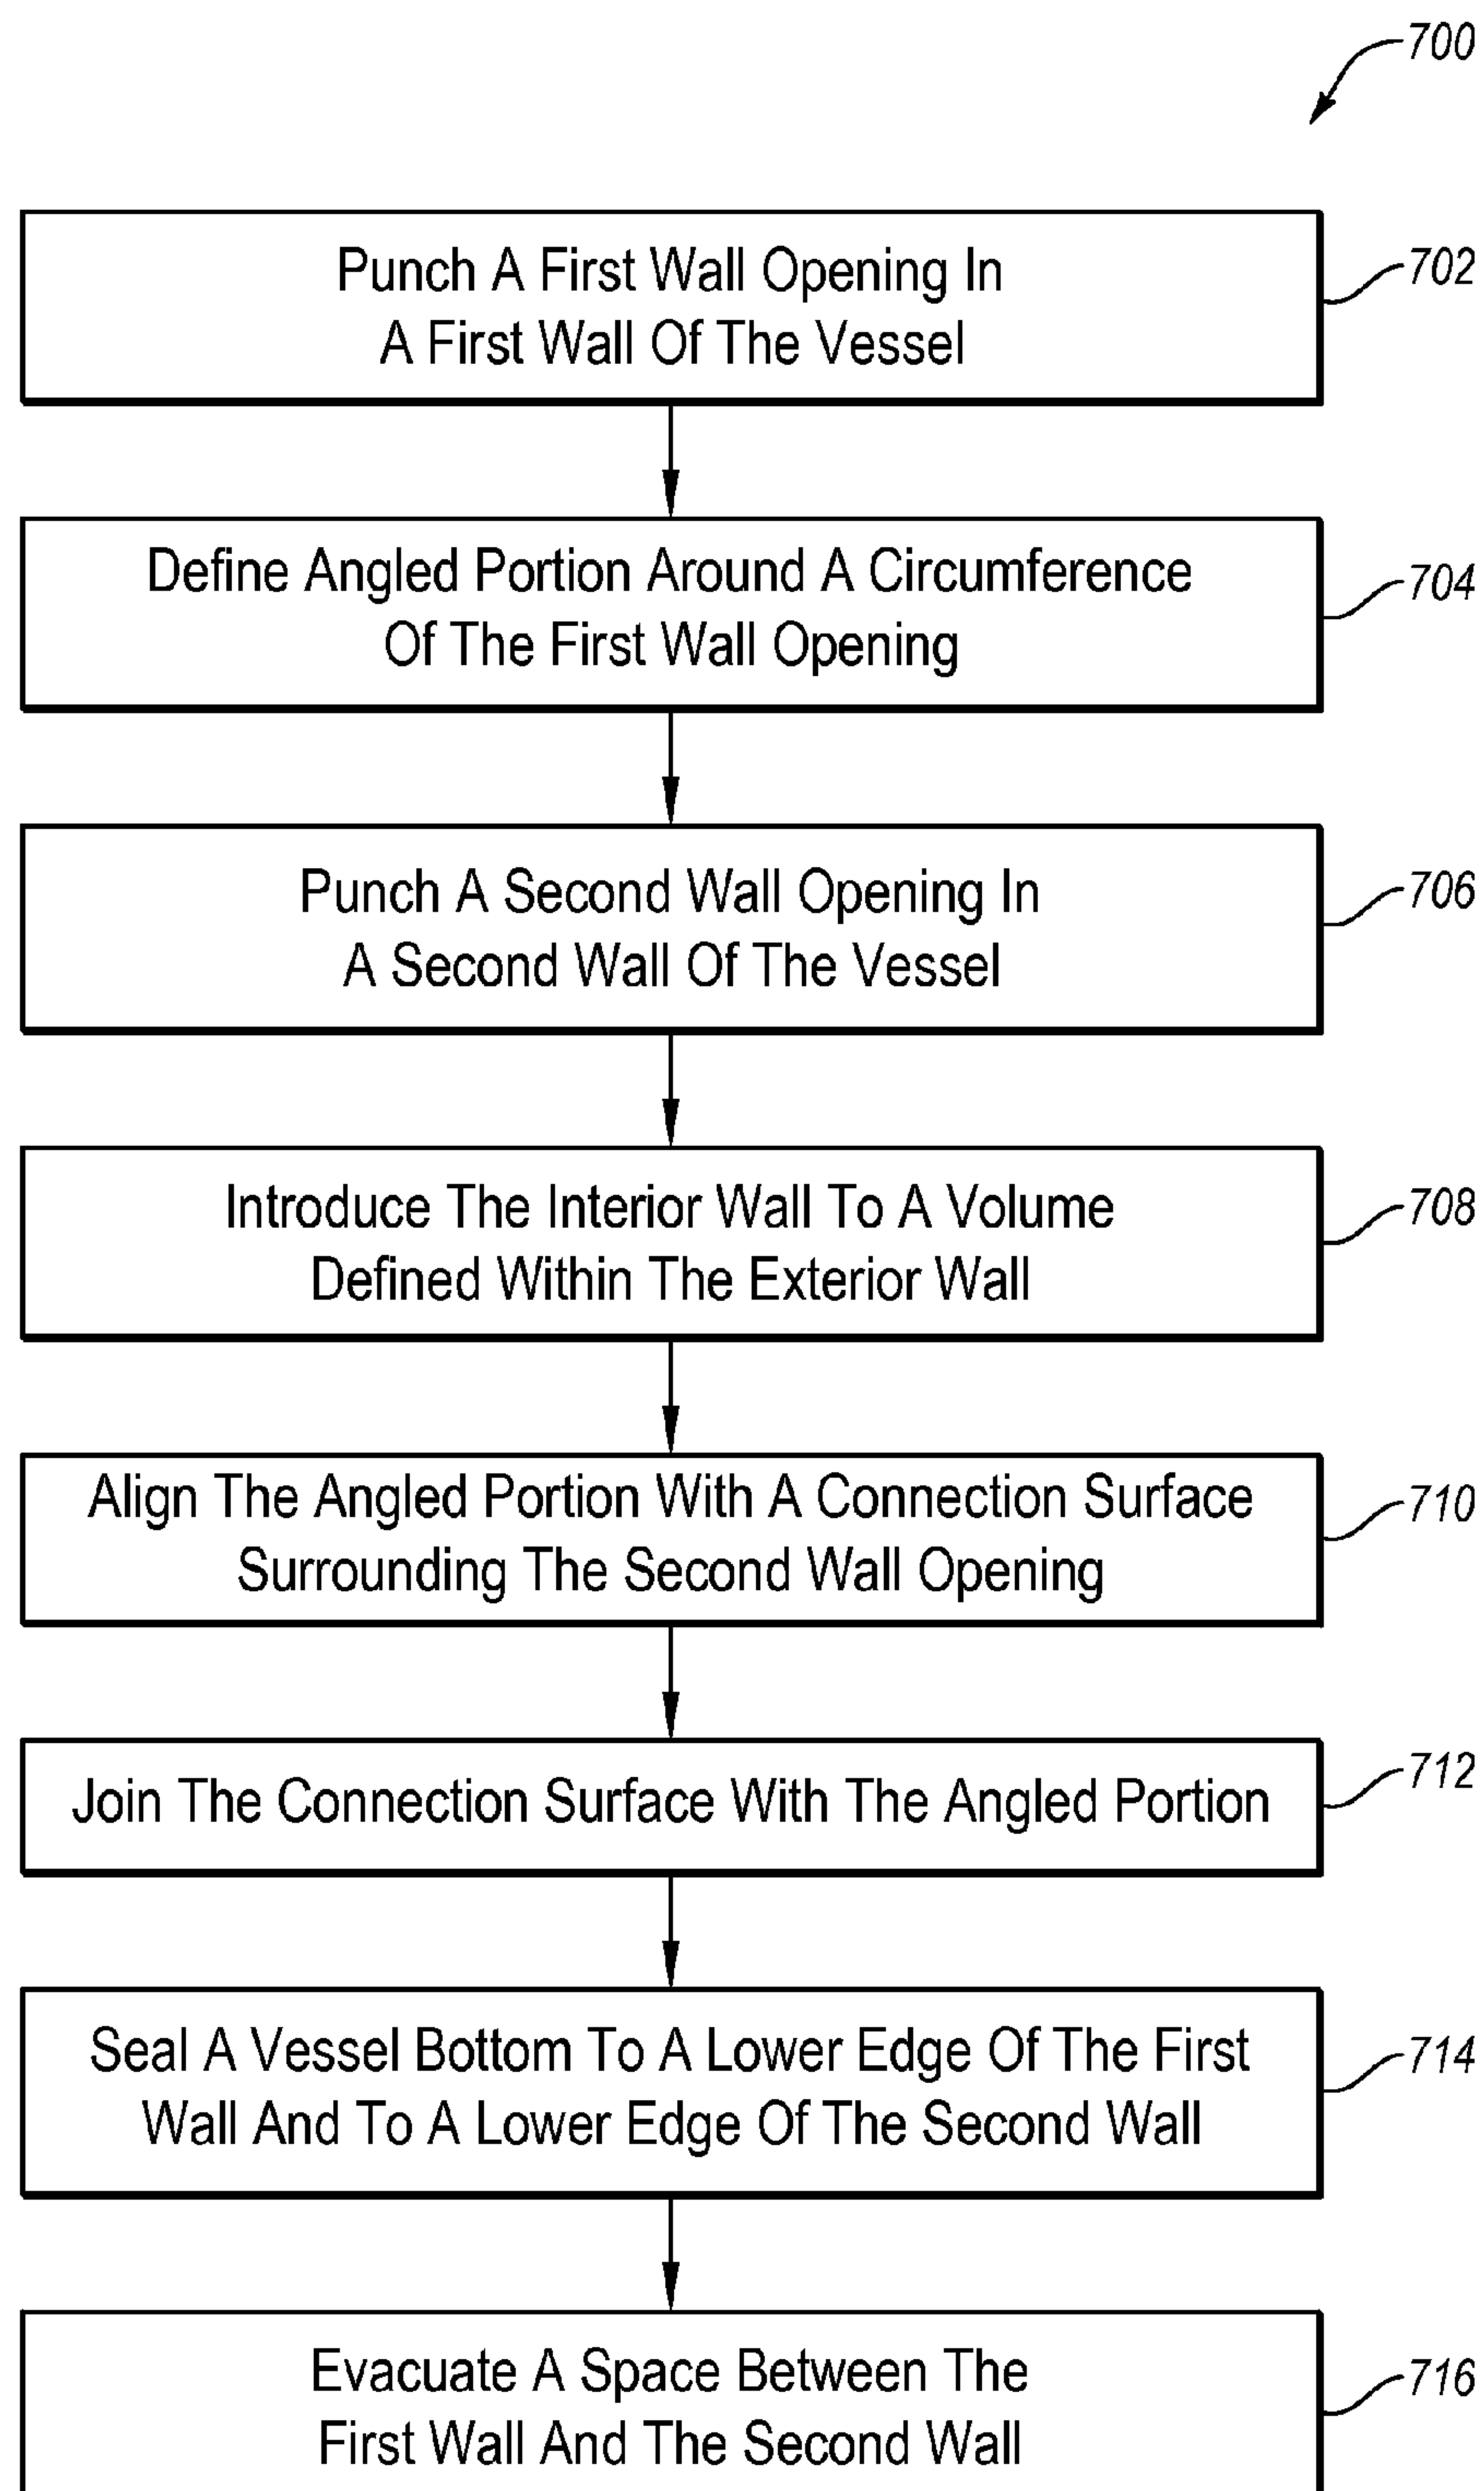 700
Punch A First Wall Opening In
A First Wall Of The Vessel
702
Define Angled Portion Around A Circumference
Of The First Wall Opening
704
Punch A Second Wall Opening In
A Second Wall Of The Vessel
706
Introduce The Interior Wall To A Volume
Defined Within The Exterior Wall
708
Align The Angled Portion With A Connection Surface
Surrounding The Second Wall Opening
710
Join The Connection Surface With The Angled Portion
712
Seal A Vessel Bottom To A Lower Edge Of The First
Wall And To A Lower Edge Of The Second Wall
714
Evacuate A Space Between The
First Wall And The Second Wall
716